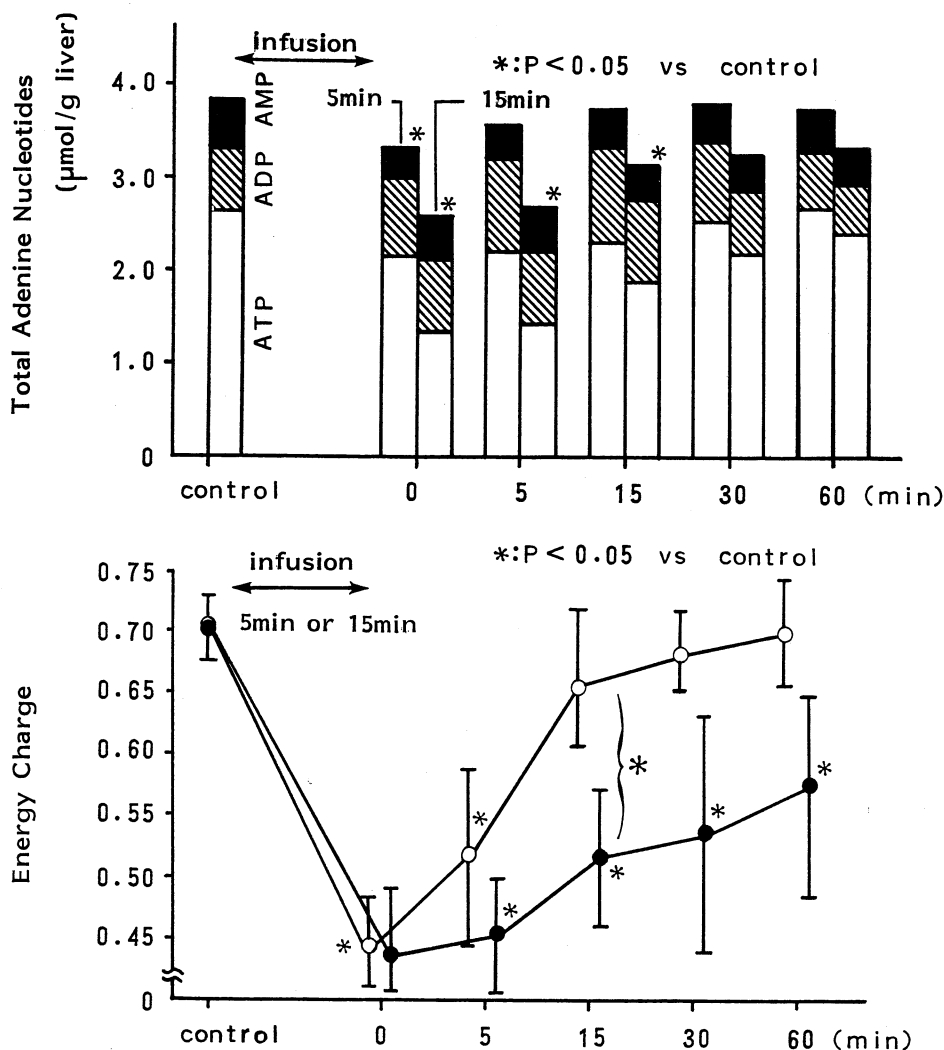 Total Adenine Nucleotides
(μmol/g liver)
infusion
*:P<0.05 vs control
4.0
3.0
2.0
1.0
0
AMP
ADP
ATP
5min
15min
*
*
*
*
control
0
5
15
30
60 (min)
Energy Charge
infusion
*:P<0.05 vs control
5min or 15min
0.75
0.70
0.65
0.60
0.55
0.50
0.45
0
*
*
*
*
*
*
*
control
0
5
15
30
60 (min)